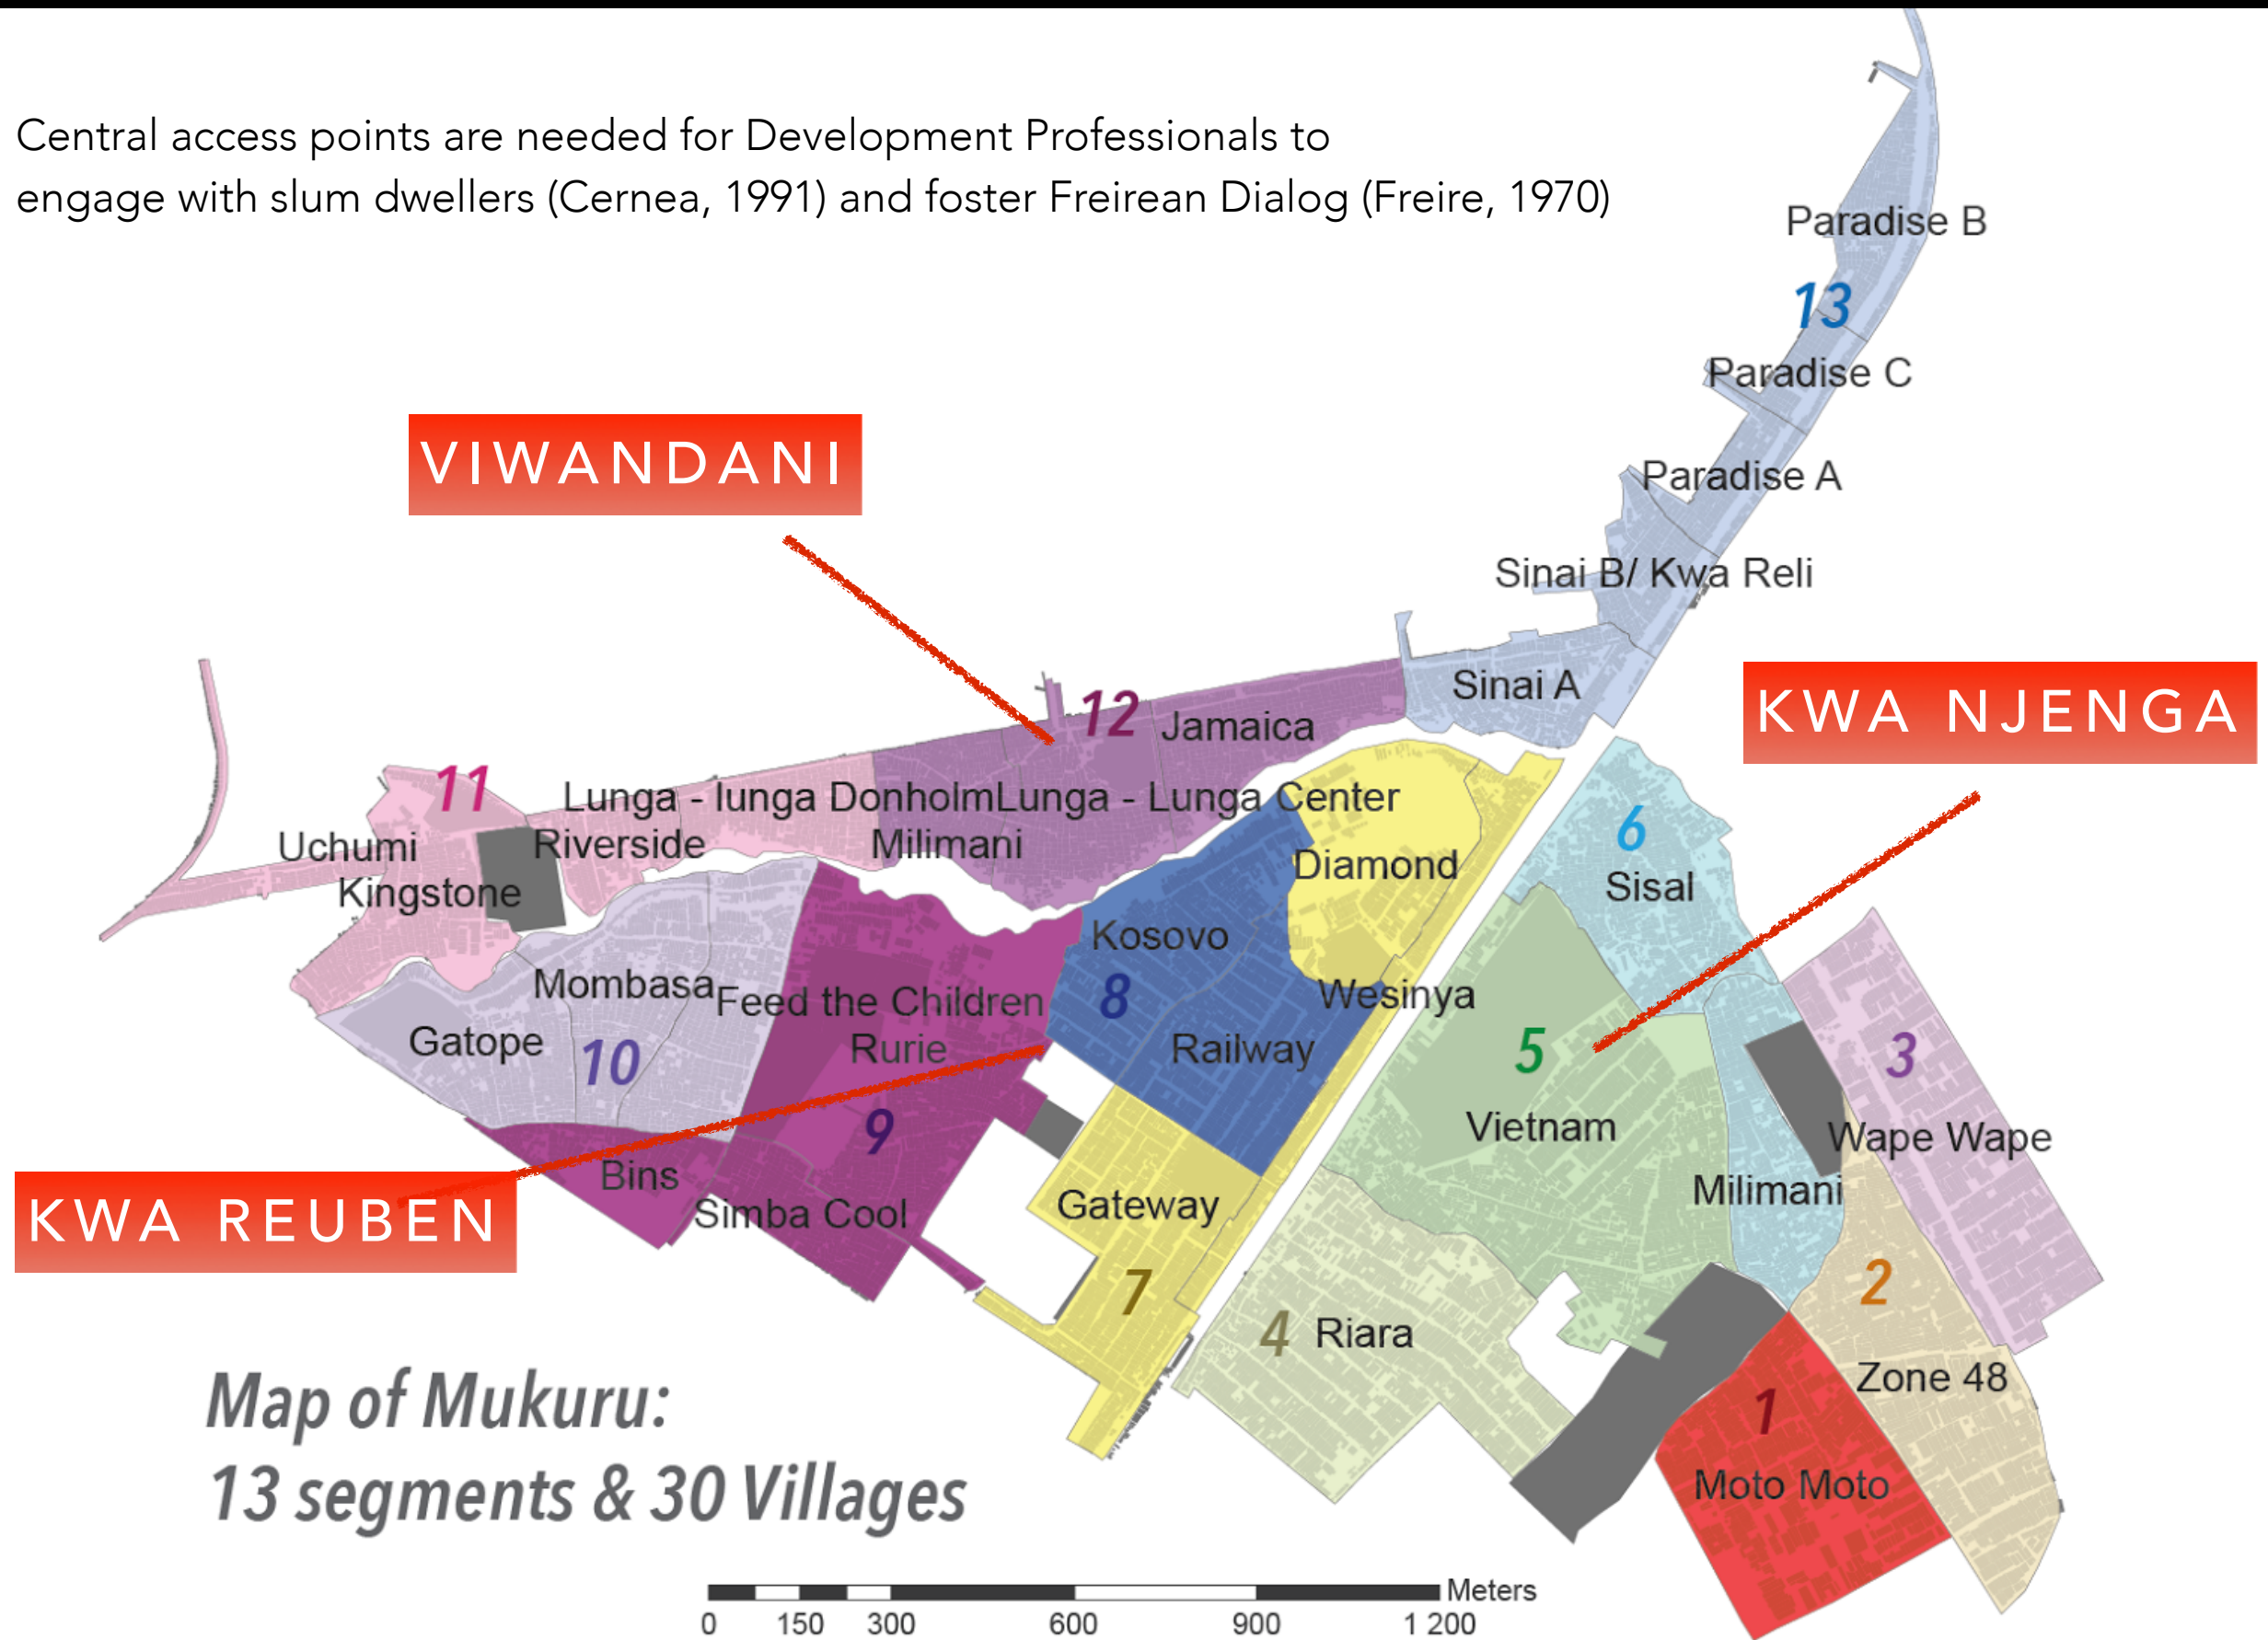 Central access points are needed for Development Professionals to
engage with slum dwellers (Cernea, 1991) and foster Freirean Dialog (Freire, 1970)
Paradise B
13
Paradise C
VIWANDANI
Paradise A
Sinai B/ Kwa Reli
Sinai A
KWA NJENGA
12
Jamaica
11
Lunga - lunga
Donholm
Lunga - Lunga Center
6
Uchumi
Riverside
Milimani
Diamond
Kingstone
Sisal
Kosovo
Mombasa
Feed the Children
8
Wesinya
Gatope
10
Rurie
Railway
5
3
9
Vietnam
Wape Wape
Bins
Milimani
KWA REUBEN
Simba Cool
Gateway
7
2
4
Riara
Zone 48
Map of Mukuru:
13 segments & 30 Villages
1
Moto Moto
Meters
0
150
300
600
900
1 200